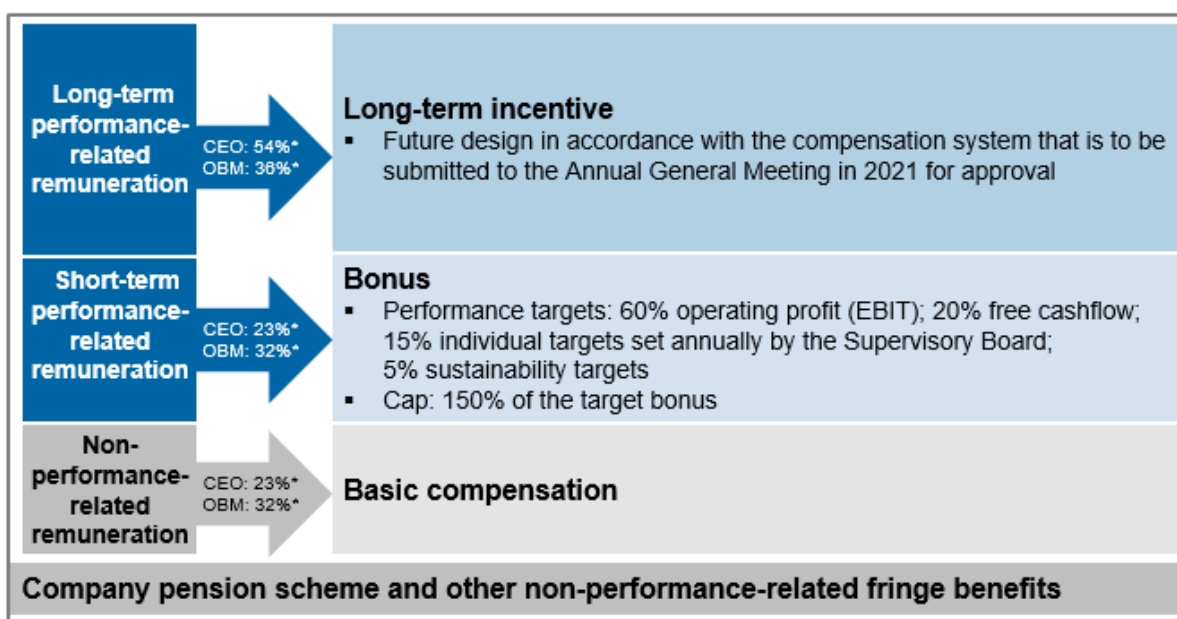 Long-term
performance-
related
remuneration
CEO: 54%*
OBM: 36%*
Long-term incentive
▪ Future design in accordance with the compensation system that is to be
submitted to the Annual General Meeting in 2021 for approval
Short-term
performance-
related
remuneration
CEO: 23%*
OBM: 32%*
Bonus
▪ Performance targets: 60% operating profit (EBIT); 20% free cashflow;
15% individual targets set annually by the Supervisory Board;
5% sustainability targets
▪ Cap: 150% of the target bonus
Non-
performance-
related
remuneration
CEO: 23%*
OBM: 32%*
Basic compensation
Company pension scheme and other non-performance-related fringe benefits